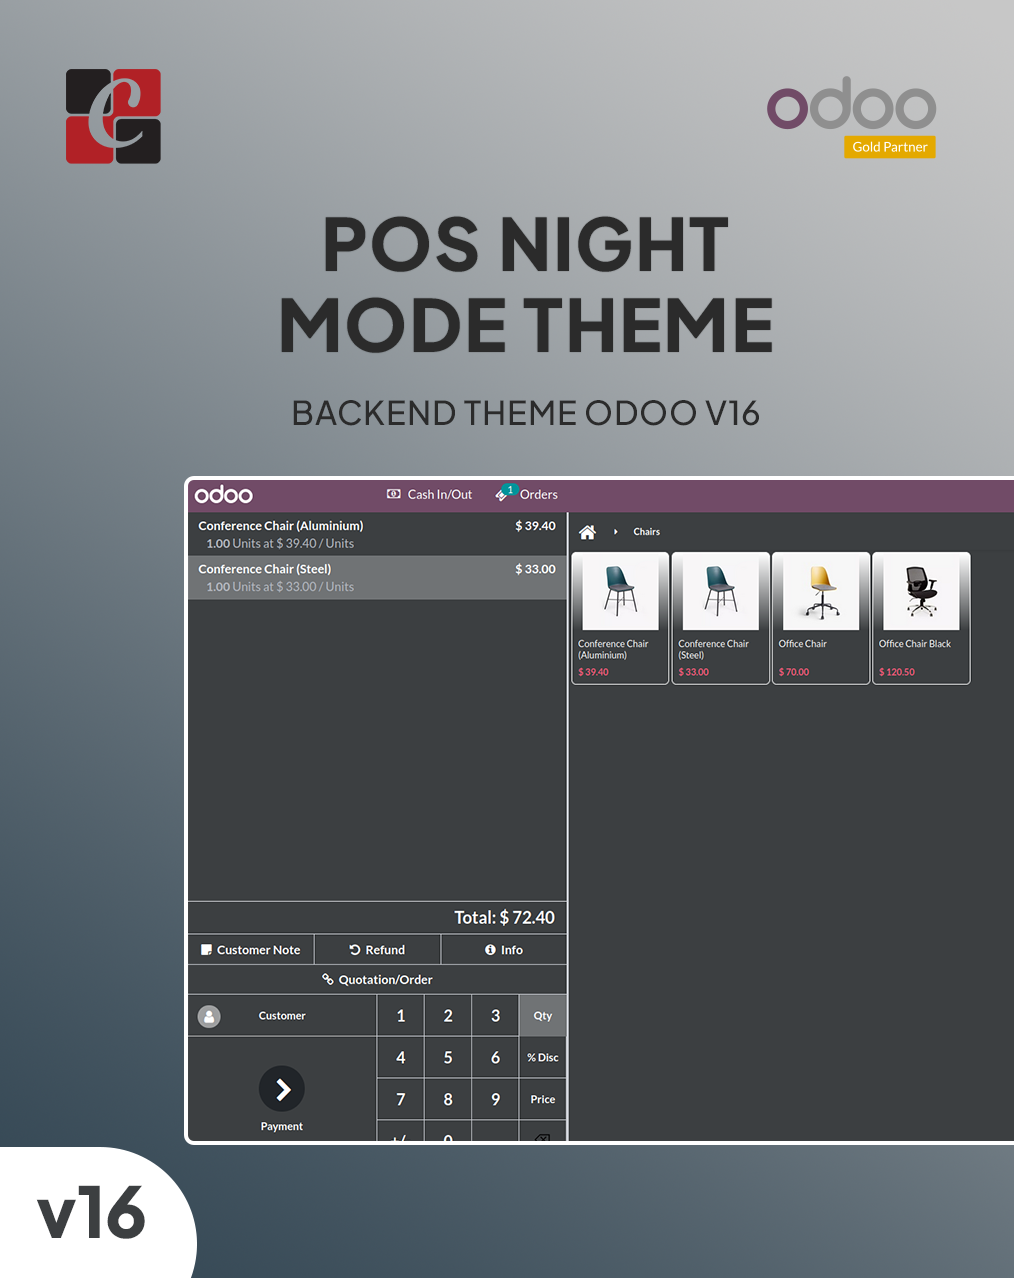 C
odoo
Gold Partner
POS NIGHT
MODE THEME
BACKEND THEME ODOO V16
odoo
Cash In/Out
1
Orders
Conference Chair (Aluminium) $ 39.40
1.00 Units at $ 39.40 / Units
Conference Chair (Steel) $ 33.00
1.00 Units at $ 33.00 / Units
Chairs
Conference Chair
(Aluminium)
$ 39.40
Conference Chair
(Steel)
$ 33.00
Office Chair
$ 70.00
Office Chair Black
$ 120.50
Total: $ 72.40
Customer Note
Refund
Info
Quotation/Order
Customer
1 2 3 Qty
4 5 6 % Disc
7 8 9 Price
Payment
+/- 0
v16